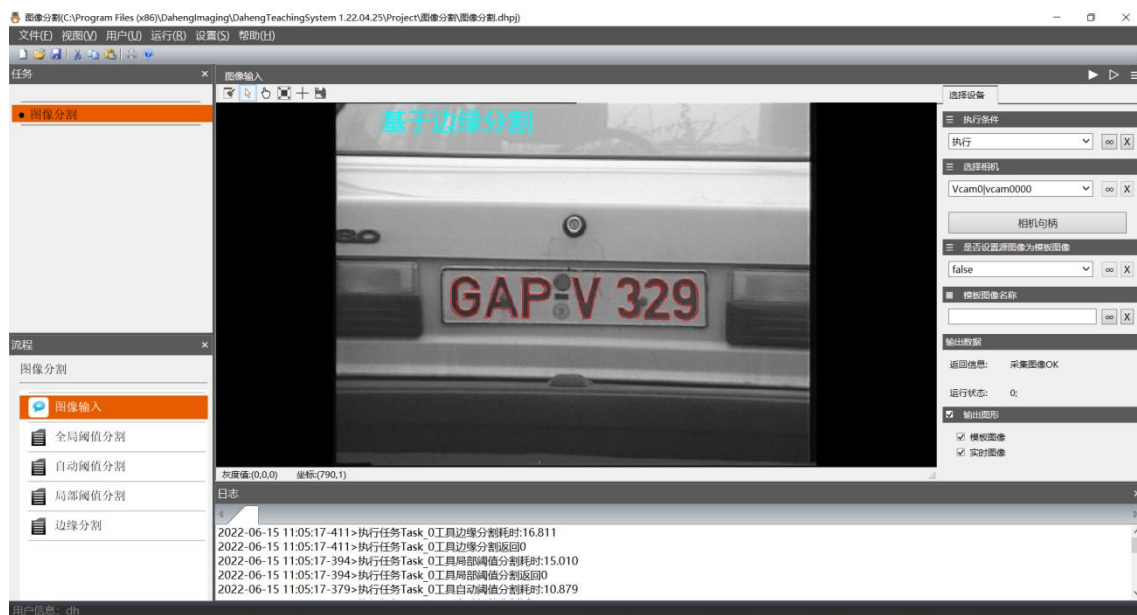 图像分割(C:\Program Files (x86)\DahengImaging\DahengTeachingSystem 1.22.04.25\Project\图像分割\图像分割.dhpj)
文件(F) 视图(V) 用户(U) 运行(R) 设置(S) 帮助(H)
任务
图像分割
流程
图像分割
图像输入
全局阈值分割
自动阈值分割
局部阈值分割
边缘分割
图像输入
基于边缘分割
GAP V 329
灰度值:(0,0,0) 坐标:(790,1)
日志
2022-06-15 11:05:17-411>执行任务Task_0工具边缘分割耗时:16.811
2022-06-15 11:05:17-411>执行任务Task_0工具边缘分割返回0
2022-06-15 11:05:17-394>执行任务Task_0工具局部阈值分割耗时:15.010
2022-06-15 11:05:17-394>执行任务Task_0工具局部阈值分割返回0
2022-06-15 11:05:17-379>执行任务Task_0工具自动阈值分割耗时:10.879
选择设备
执行条件
执行
X
选择相机
Vcam0|vcam0000
X
相机句柄
是否设置源图像为模板图像
false
X
模板图像名称
X
输出数据
返回信息: 采集图像OK
运行状态: 0;
输出图形
模板图像
实时图像
用户信息: dh